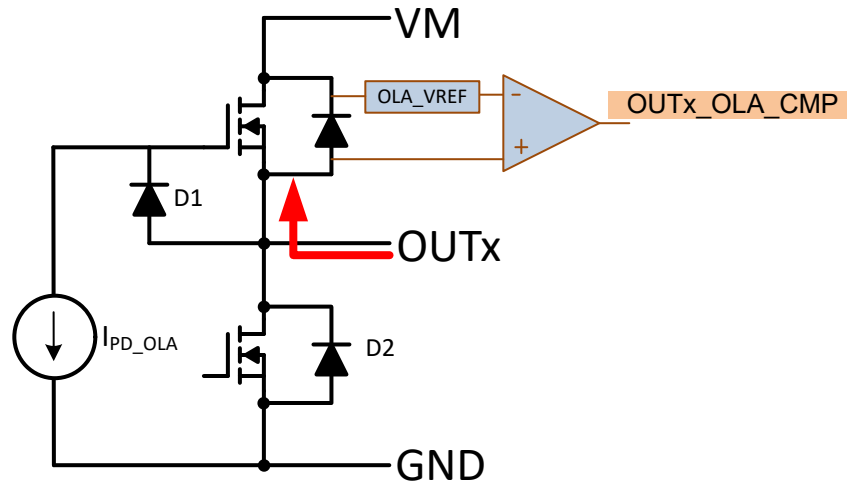 VM
OLA_VREF
-
OUTx_OLA_CMP
+
D1
OUTx
IPD_OLA
D2
GND